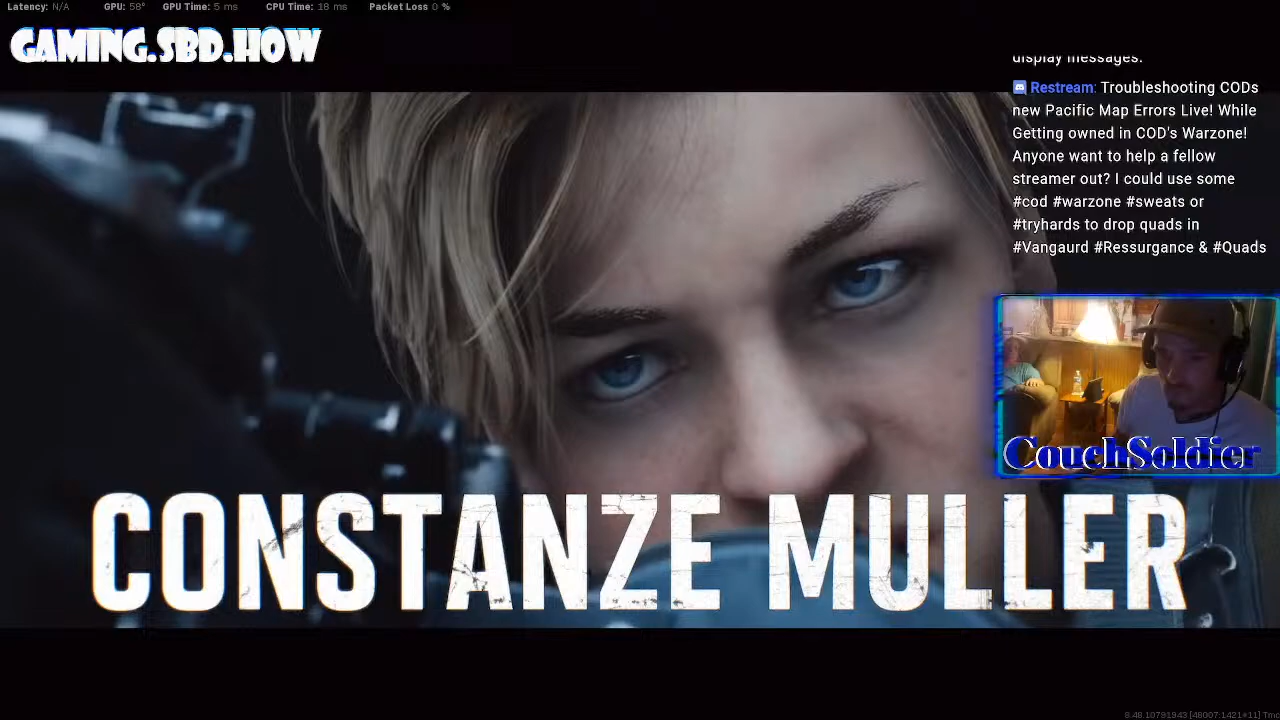 Latency: N/A GPU: 58° GPU Time: 5 ms CPU Time: 18 ms Packet Loss 0 %
GAMING.SBD.HOW
display messages.
Restream: Troubleshooting CODs
new Pacific Map Errors Live! While
Getting owned in COD's Warzone!
Anyone want to help a fellow
streamer out? I could use some
#cod #warzone #sweats or
#tryhards to drop quads in
#Vangaurd #Ressurgance & #Quads
CouchSoldier
CONSTANZE MULLER